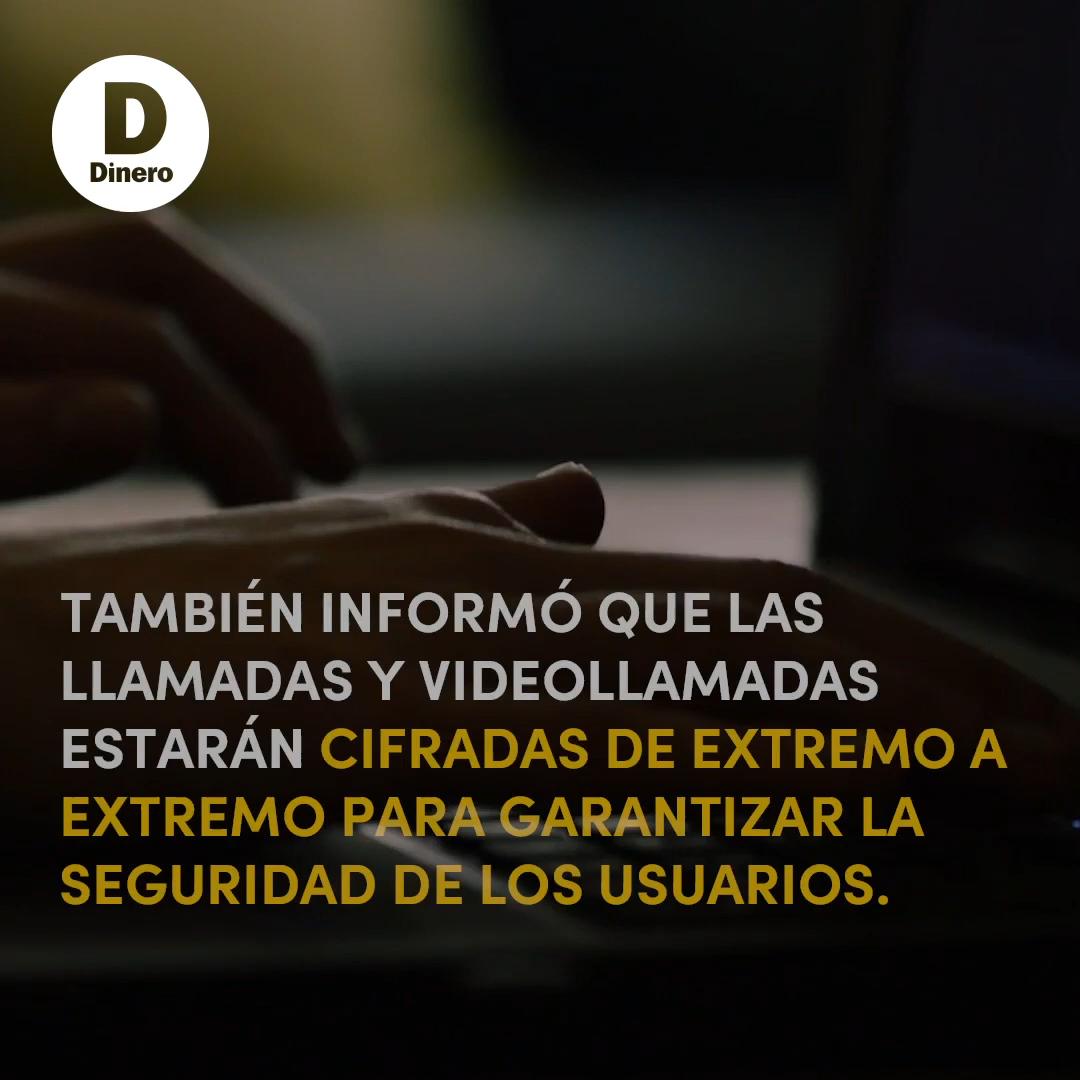 D
Dinero
TAMBIÉN INFORMÓ QUE LAS
LLAMADAS Y VIDEOLLAMADAS
ESTARÁN CIFRADAS DE EXTREMO A
EXTREMO PARA GARANTIZAR LA
SEGURIDAD DE LOS USUARIOS.